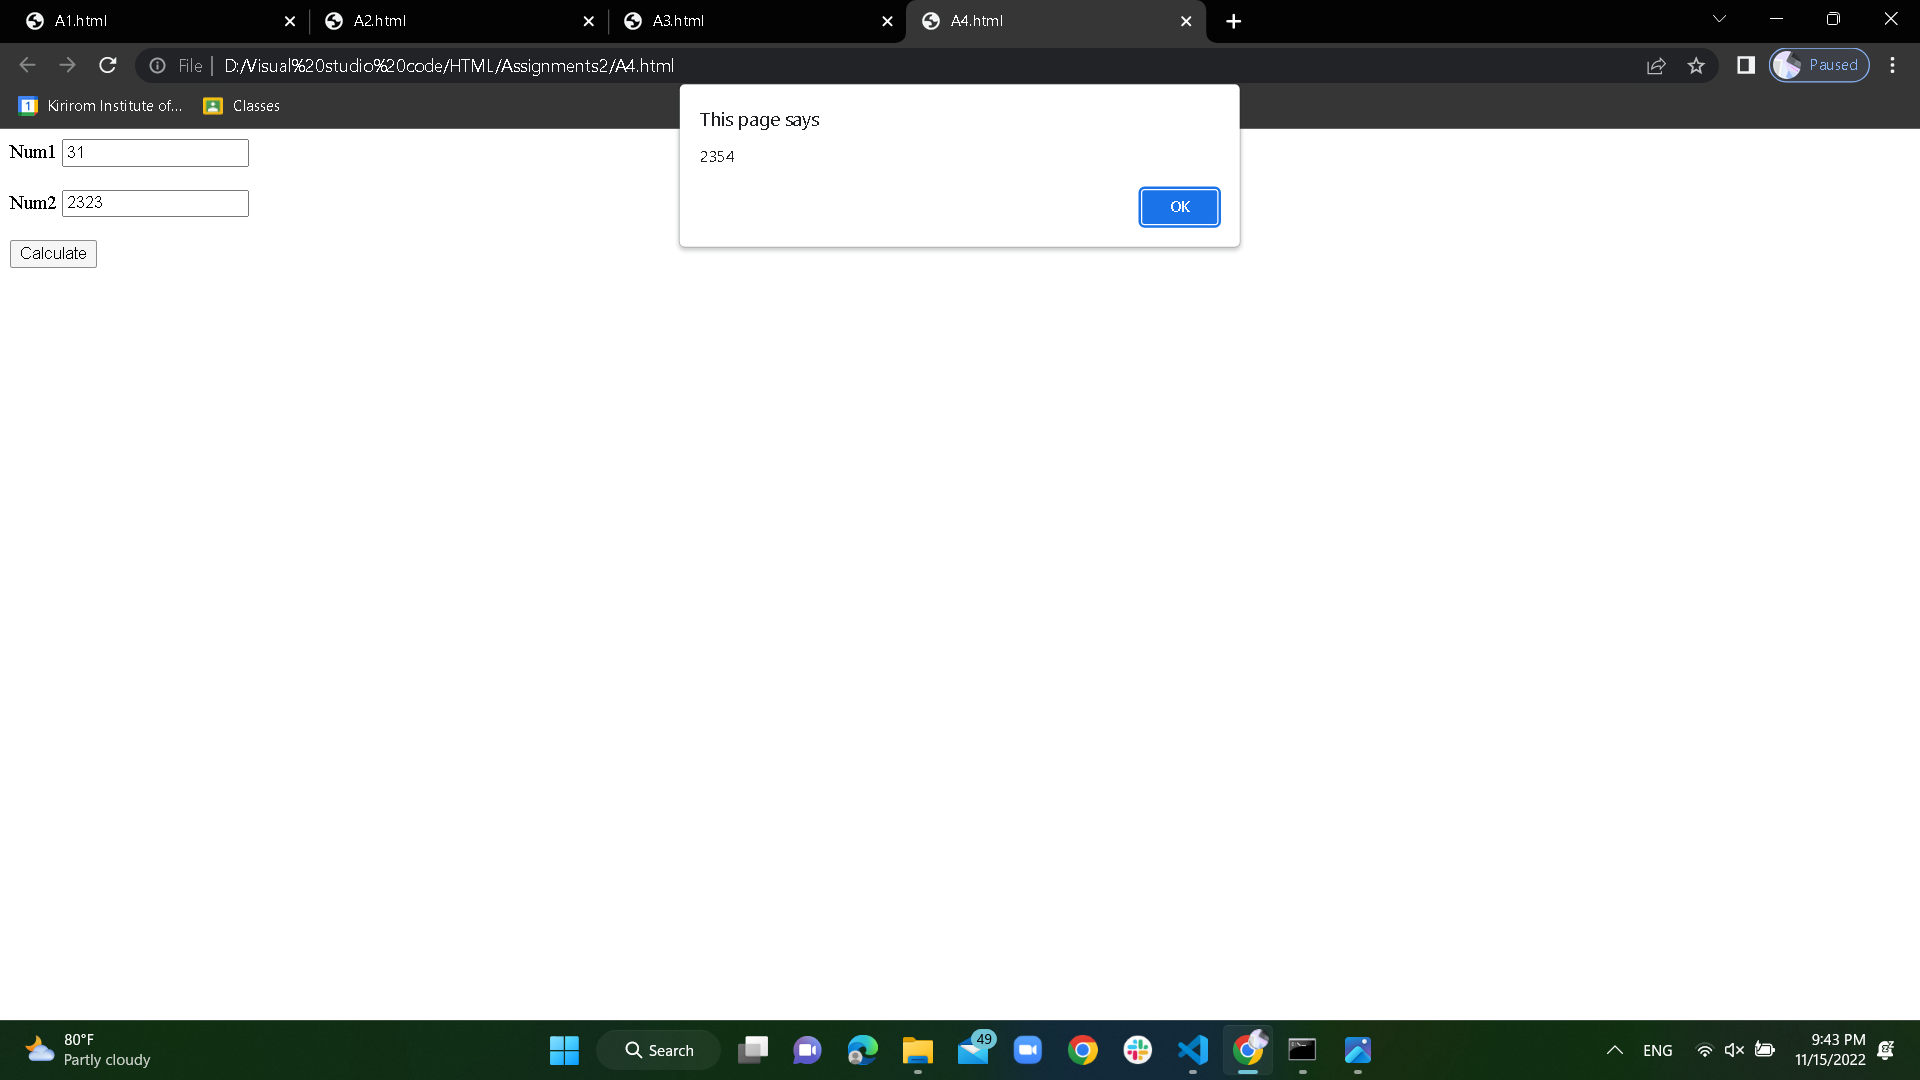 A1.html
A2.html
A3.html
A4.html
File
D:/Visual%20studio%20code/HTML/Assignments2/A4.html
Paused
1
Kirirom Institute of...
Classes
This page says
2354
OK
Num1
31
Num2
2323
Calculate
80°F
Partly cloudy
Search
49
ENG
9:43 PM
11/15/2022